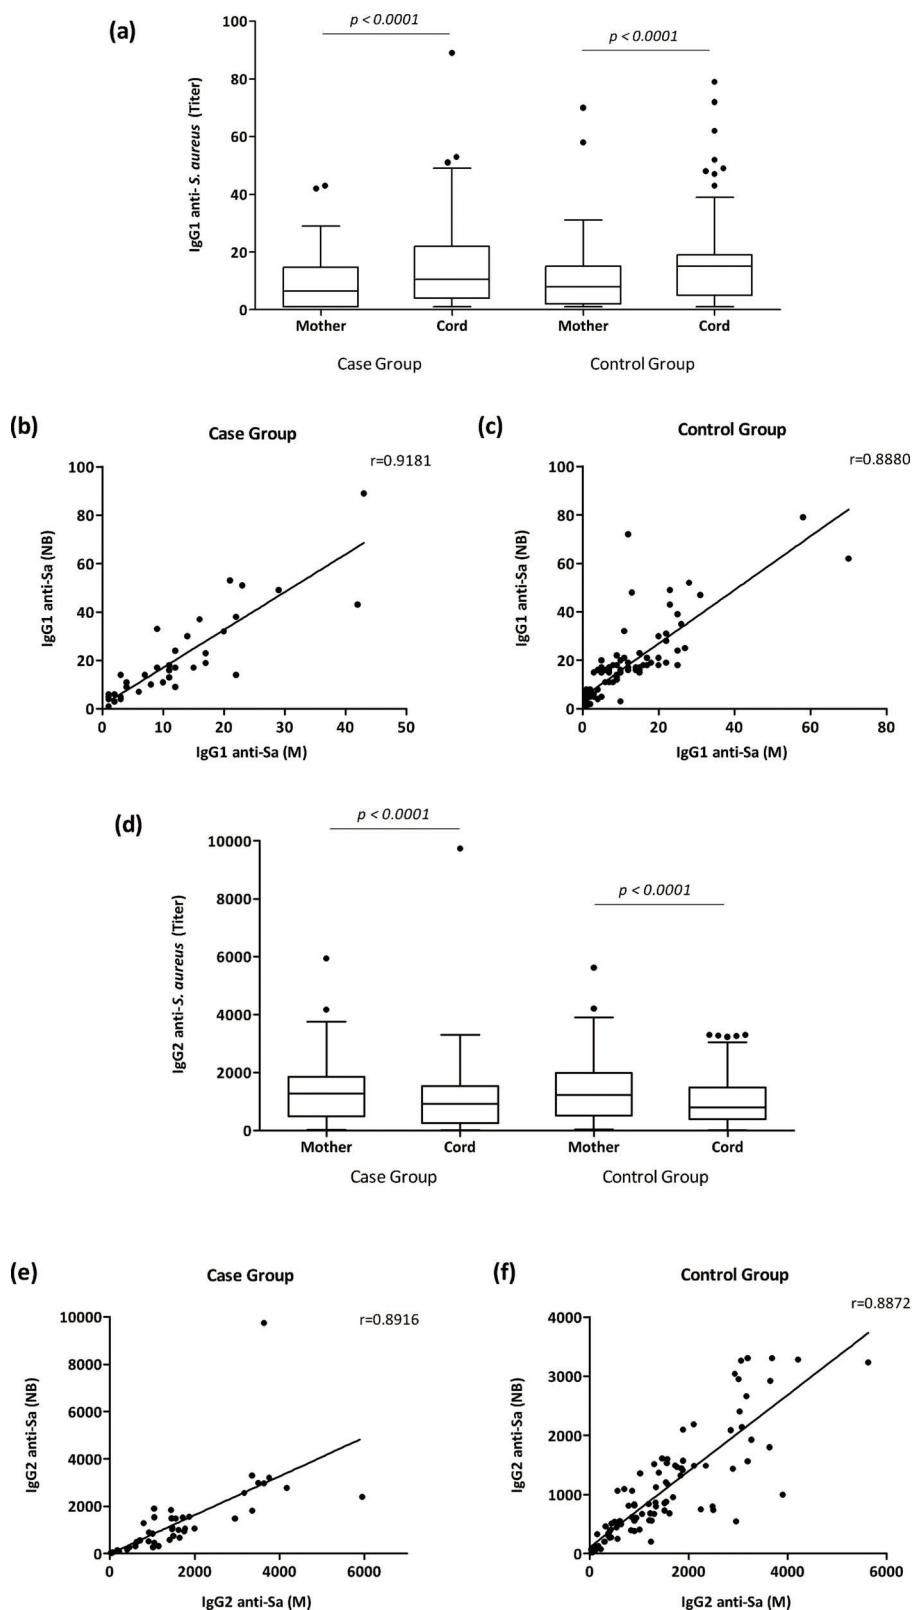 (a)
p < 0.0001
p < 0.0001
IgG1 anti- S. aureus (Titer)
100
80
60
40
20
0
Mother
Cord
Mother
Cord
Case Group
Control Group
(b)
Case Group
r=0.9181
IgG1 anti-Sa (NB)
100
80
60
40
20
0
0
10
20
30
40
50
IgG1 anti-Sa (M)
(c)
Control Group
r=0.8880
IgG1 anti-Sa (NB)
100
80
60
40
20
0
0
20
40
60
80
IgG1 anti-Sa (M)
(d)
p < 0.0001
p < 0.0001
IgG2 anti-S. aureus (Titer)
10000
8000
6000
4000
2000
0
Mother
Cord
Mother
Cord
Case Group
Control Group
(e)
Case Group
r=0.8916
IgG2 anti-Sa (NB)
10000
8000
6000
4000
2000
0
0
2000
4000
6000
IgG2 anti-Sa (M)
(f)
Control Group
r=0.8872
IgG2 anti-Sa (NB)
4000
3000
2000
1000
0
0
2000
4000
6000
IgG2 anti-Sa (M)